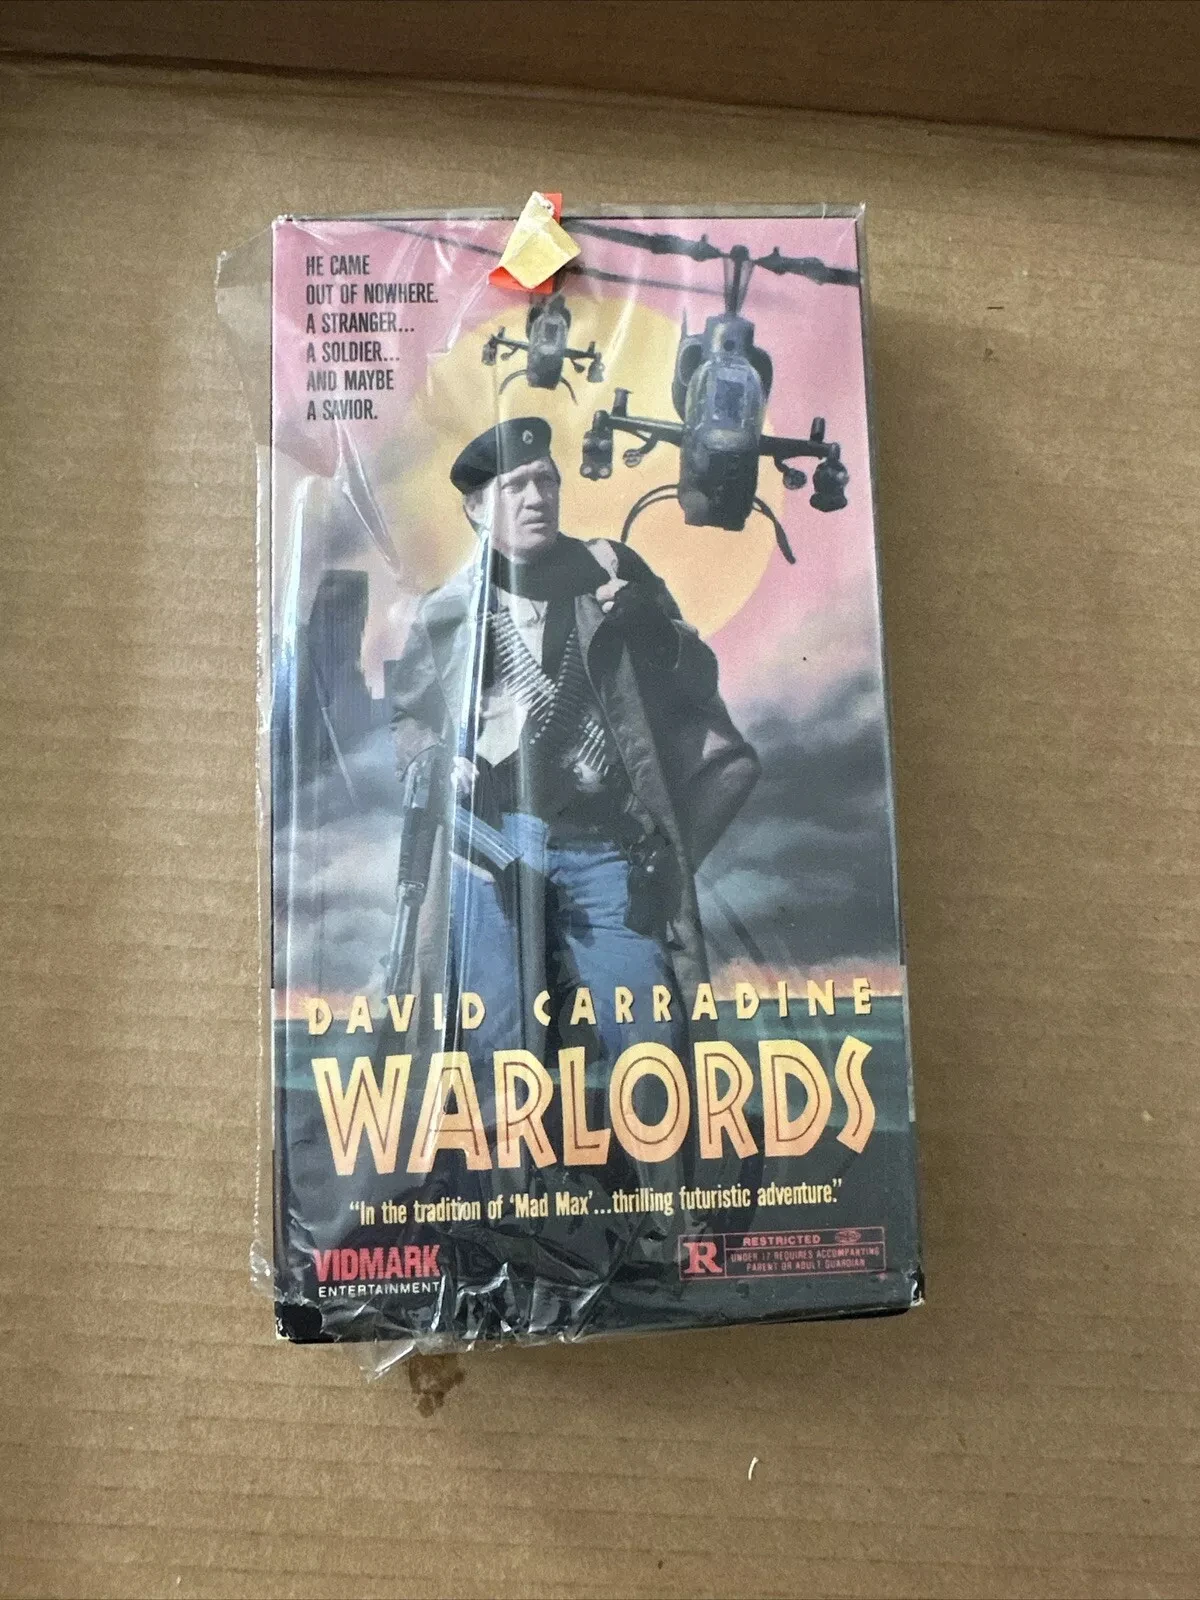 HE CAME
OUT OF NOWHERE.
A STRANGER...
A SOLDIER...
AND MAYBE
A SAVIOR.
DAVID CARRADINE
WARLORDS
“In the tradition of ‘Mad Max’...thrilling futuristic adventure.”
VIDMARK
ENTERTAINMENT
R
RESTRICTED
UNDER 17 REQUIRES ACCOMPANYING
PARENT OR ADULT GUARDIAN